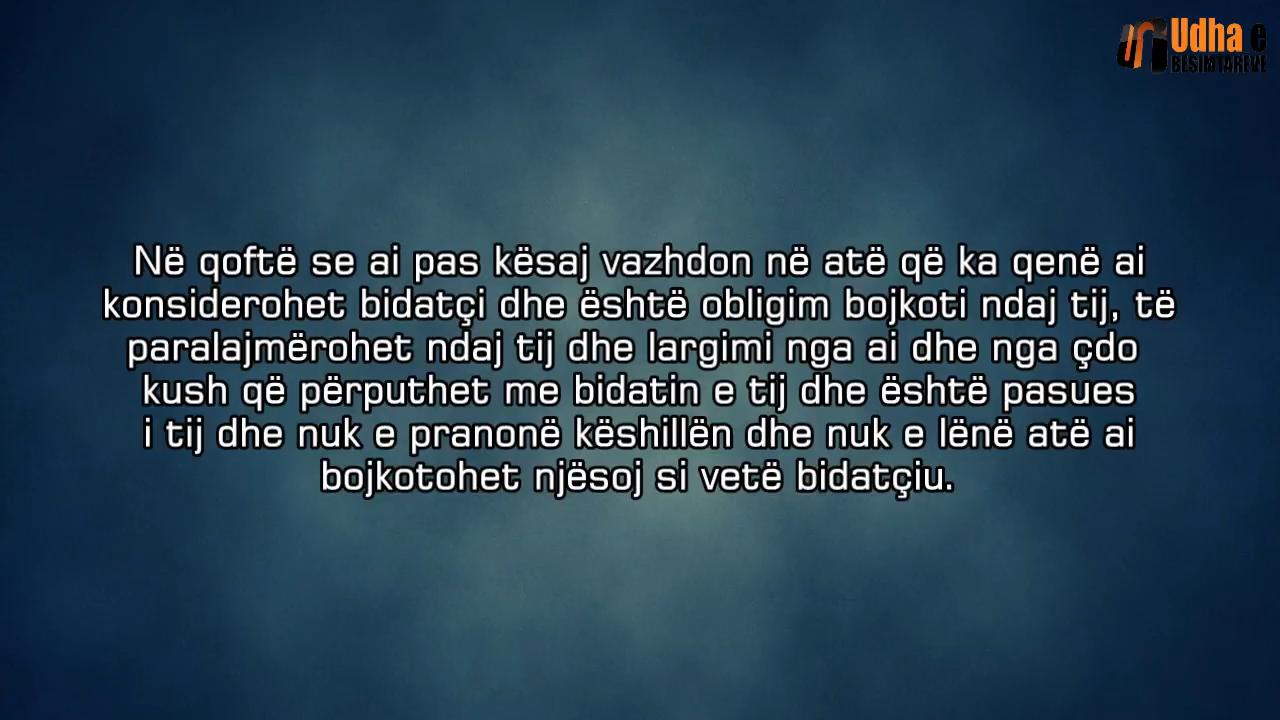 Udha e
BESIMTARËVE
Në qoftë se ai pas kësaj vazhdon në atë që ka qenë ai
konsiderohet bidatçi dhe është obligim bojkoti ndaj tij, të
paralajmërohet ndaj tij dhe largimi nga ai dhe nga çdo
kush që përputhet me bidatin e tij dhe është pasues
i tij dhe nuk e pranonë këshillën dhe nuk e lënë atë ai
bojkotohet njësoj si vetë bidatçiu.